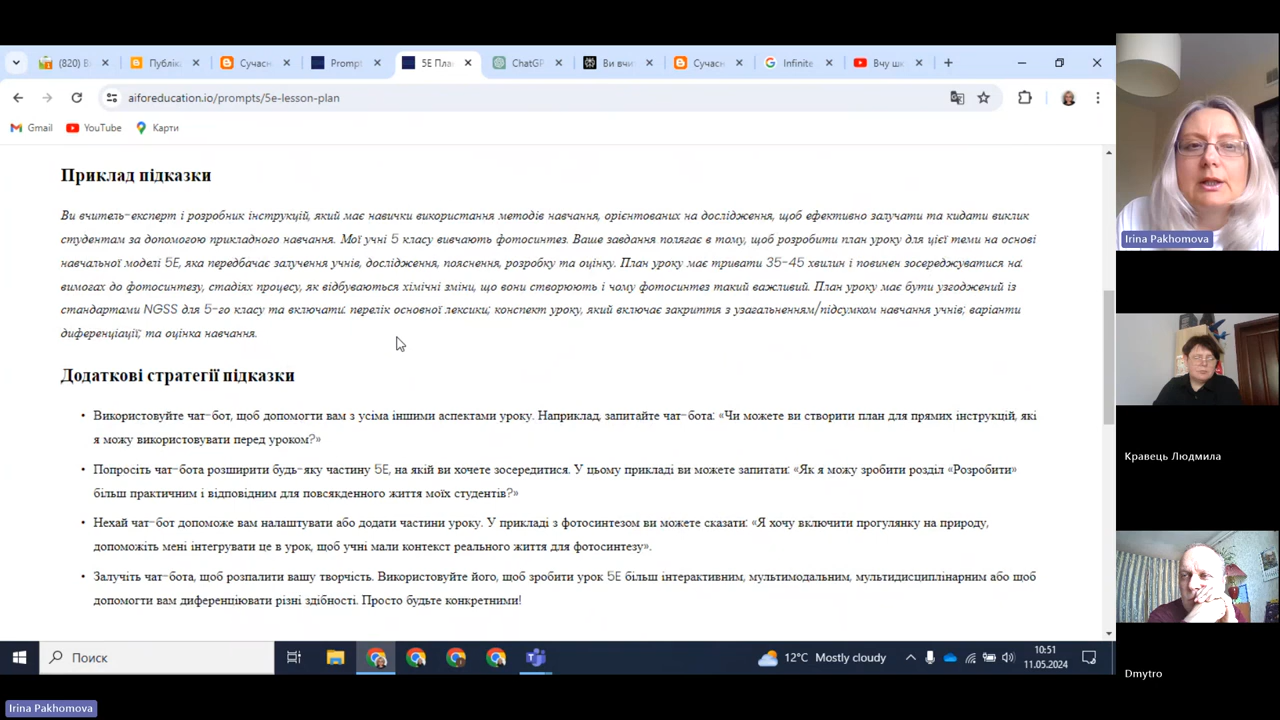 (820) В
Публік
Сучасн
Prompt
5E Пла
ChatGP
Ви вчит
Сучасн
Infinite
Вчу ші
aiforeducation.io/prompts/5e-lesson-plan
Gmail
YouTube
Карти
Приклад підказки
Ви вчитель-експерт і розробник інструкцій, який має навички використання методів навчання, орієнтованих на дослідження, щоб ефективно залучати та кидати виклик
студентам за допомогою прикладного навчання. Мої учні 5 класу вивчають фотосинтез. Ваше завдання полягає в тому, щоб розробити план уроку для цієї теми на основі
навчальної моделі 5E, яка передбачає залучення учнів, дослідження, пояснення, розробку та оцінку. План уроку має тривати 35-45 хвилин і повинен зосереджуватися на:
вимогах до фотосинтезу, стадіях процесу, як відбуваються хімічні зміни, що вони створюють і чому фотосинтез такий важливий. План уроку має бути узгоджений із
стандартами NGSS для 5-го класу та включати: перелік основної лексики; конспект уроку, який включає закриття з узагальненням/підсумком навчання учнів; варіанти
диференціації; та оцінка навчання.
Додаткові стратегії підказки
• Використовуйте чат-бот, щоб допомогти вам з усіма іншими аспектами уроку. Наприклад, запитайте чат-бота: «Чи можете ви створити план для прямих інструкцій, які
я можу використовувати перед уроком?»
• Попросіть чат-бота розширити будь-яку частину 5E, на якій ви хочете зосередитися. У цьому прикладі ви можете запитати: «Як я можу зробити розділ «Розробити»
більш практичним і відповідним для повсякденного життя моїх студентів?»
• Нехай чат-бот допоможе вам налаштувати або додати частини уроку. У прикладі з фотосинтезом ви можете сказати: «Я хочу включити прогулянку на природу,
допоможіть мені інтегрувати це в урок, щоб учні мали контекст реального життя для фотосинтезу».
• Залучіть чат-бота, щоб розпалити вашу творчість. Використовуйте його, щоб зробити урок 5E більш інтерактивним, мультимодальним, мультидисциплінарним або щоб
допомогти вам диференціювати різні здібності. Просто будьте конкретними!
Поиск
12°C Mostly cloudy
10:51
11.05.2024
Irina Pakhomova
Кравець Людмила
Dmytro
Irina Pakhomova